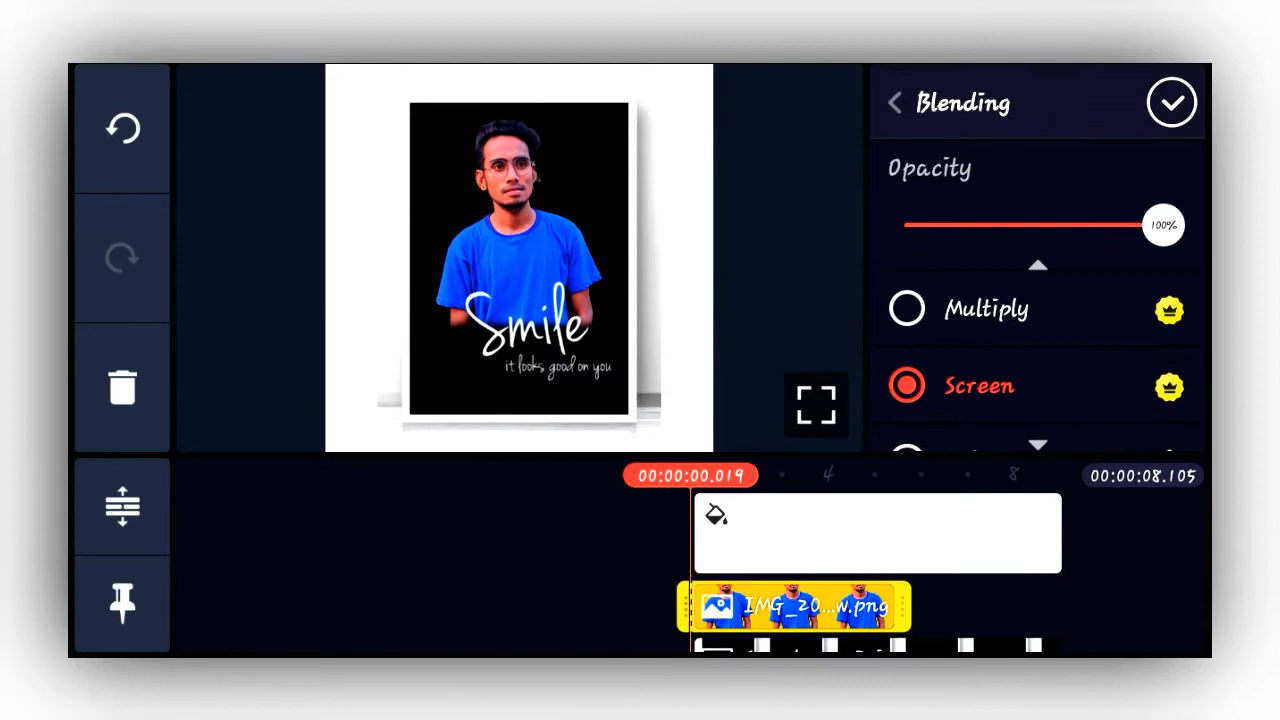 Blending
Opacity
100%
Multiply
Screen
Smile
it looks good on you
00:00:00.019
4
8
00:00:08.105
IMG_20...w.png